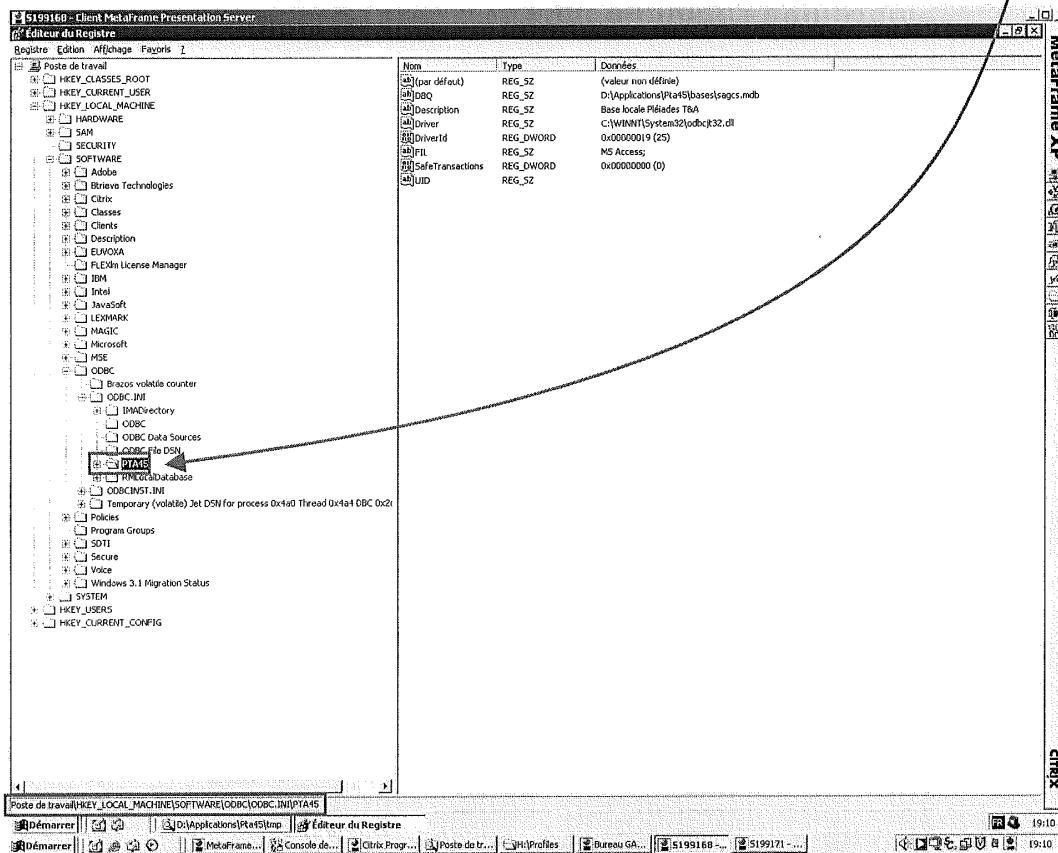 5199168 - Client MetaFrame Presentation Server
Éditeur du Registre
Registre Edition Affichage Favoris ?
Poste de travail
HKEY_CLASSES_ROOT
HKEY_CURRENT_USER
HKEY_LOCAL_MACHINE
HARDWARE
SAM
SECURITY
SOFTWARE
Adobe
Btrieve Technologies
Citrix
Classes
Clients
Description
EUVOXA
FLEXlm License Manager
IBM
Intel
JavaSoft
LEXMARK
MAGIC
Microsoft
MSE
ODBC
Brazos volatile counter
ODBC.INI
IMADirectory
ODBC
ODBC Data Sources
ODBC File DSN
PTA45
RMLocalDatabase
ODBCINST.INI
Temporary (volatile) Jet DSN for process 0x4a0 Thread 0x4a4 DBC 0x2
Policies
Program Groups
SDTI
Secure
Voice
Windows 3.1 Migration Status
SYSTEM
HKEY_USERS
HKEY_CURRENT_CONFIG
Nom Type Données
(par défaut) REG_SZ (valeur non définie)
DBQ REG_SZ D:\Applications\Pta45\bases\sagcs.mdb
Description REG_SZ Base locale Pléiades T&A
Driver REG_SZ C:\WINNT\System32\odbcjt32.dll
DriverId REG_DWORD 0x00000019 (25)
FIL REG_SZ MS Access;
SafeTransactions REG_DWORD 0x00000000 (0)
UID REG_SZ
MetaFrame XP
citrix
Poste de travail\HKEY_LOCAL_MACHINE\SOFTWARE\ODBC\ODBC.INI\PTA45
Démarrer D:\Applications\Pta45\tmp Éditeur du Registre FR 19:10
Démarrer MetaFrame... Console de... Citrix Progr... Poste de tr... H:\Profiles Bureau GA... 5199168 -... 5199171 -... 19:10